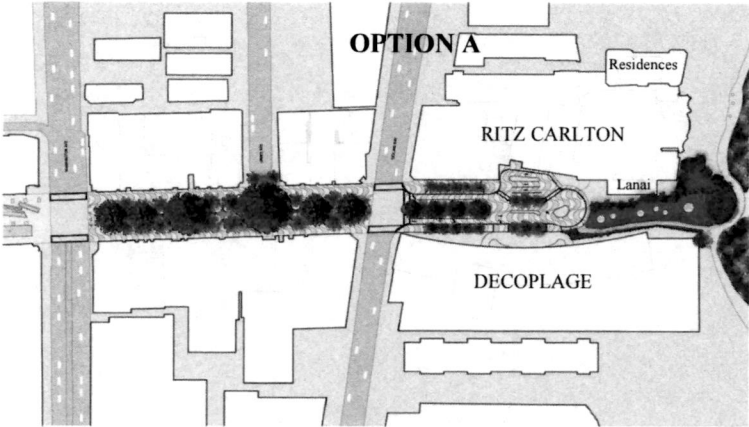 OPTION A
Residences
RITZ CARLTON
Lanai
DECOPLAGE